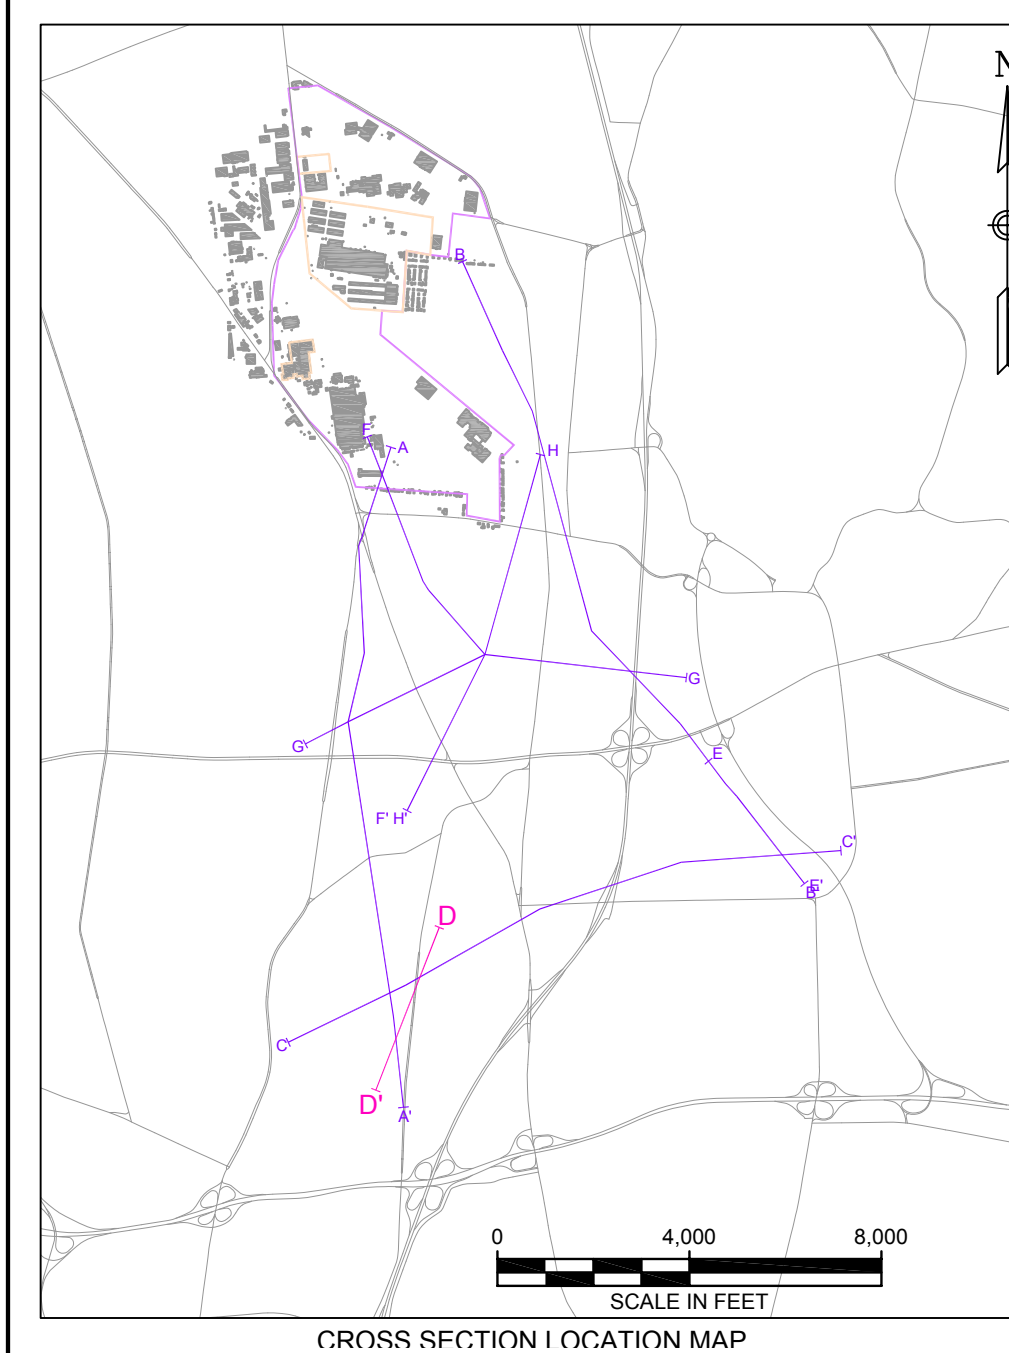 N
B
F
A
H
G
G'
E
F' H'
C'
E'
B'
D
C
D'
A'
0 4,000 8,000
SCALE IN FEET
CROSS SECTION LOCATION MAP